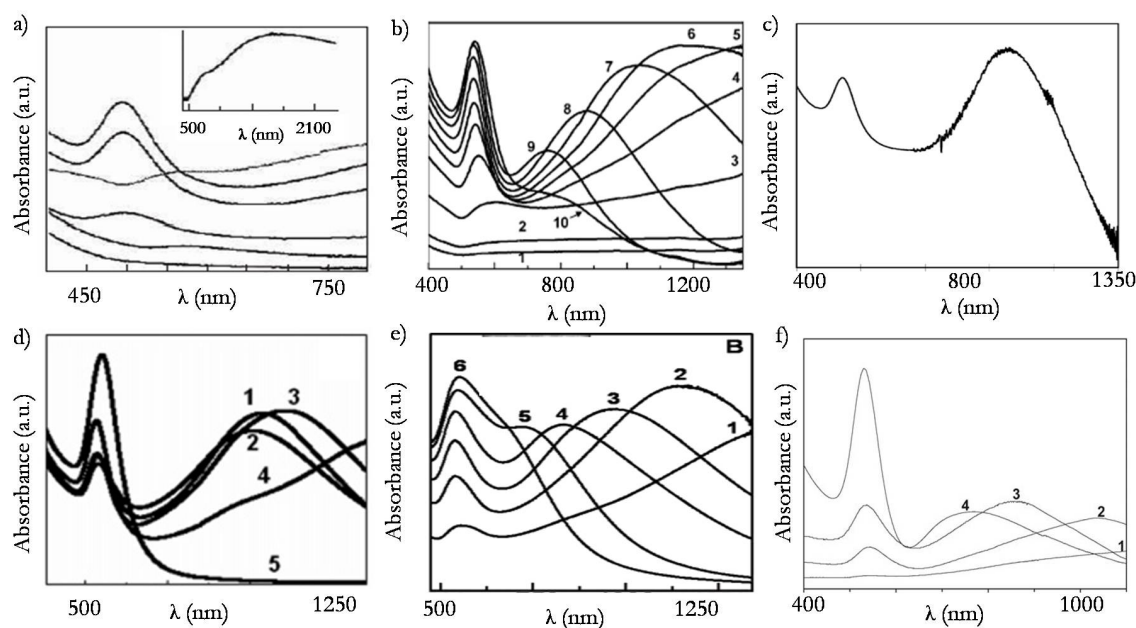 a)
Absorbance (a.u.)
500
λ (nm)
2100
450
750
λ (nm)
b)
Absorbance (a.u.)
1
2
3
4
5
6
7
8
9
10
400
800
1200
λ (nm)
c)
Absorbance (a.u.)
400
800
1350
λ (nm)
d)
Absorbance (a.u.)
1
2
3
4
5
500
1250
λ (nm)
e)
Absorbance (a.u.)
B
6
5
4
3
2
1
500
1250
λ (nm)
f)
Absorbance (a.u.)
4
3
2
1
400
1000
λ (nm)